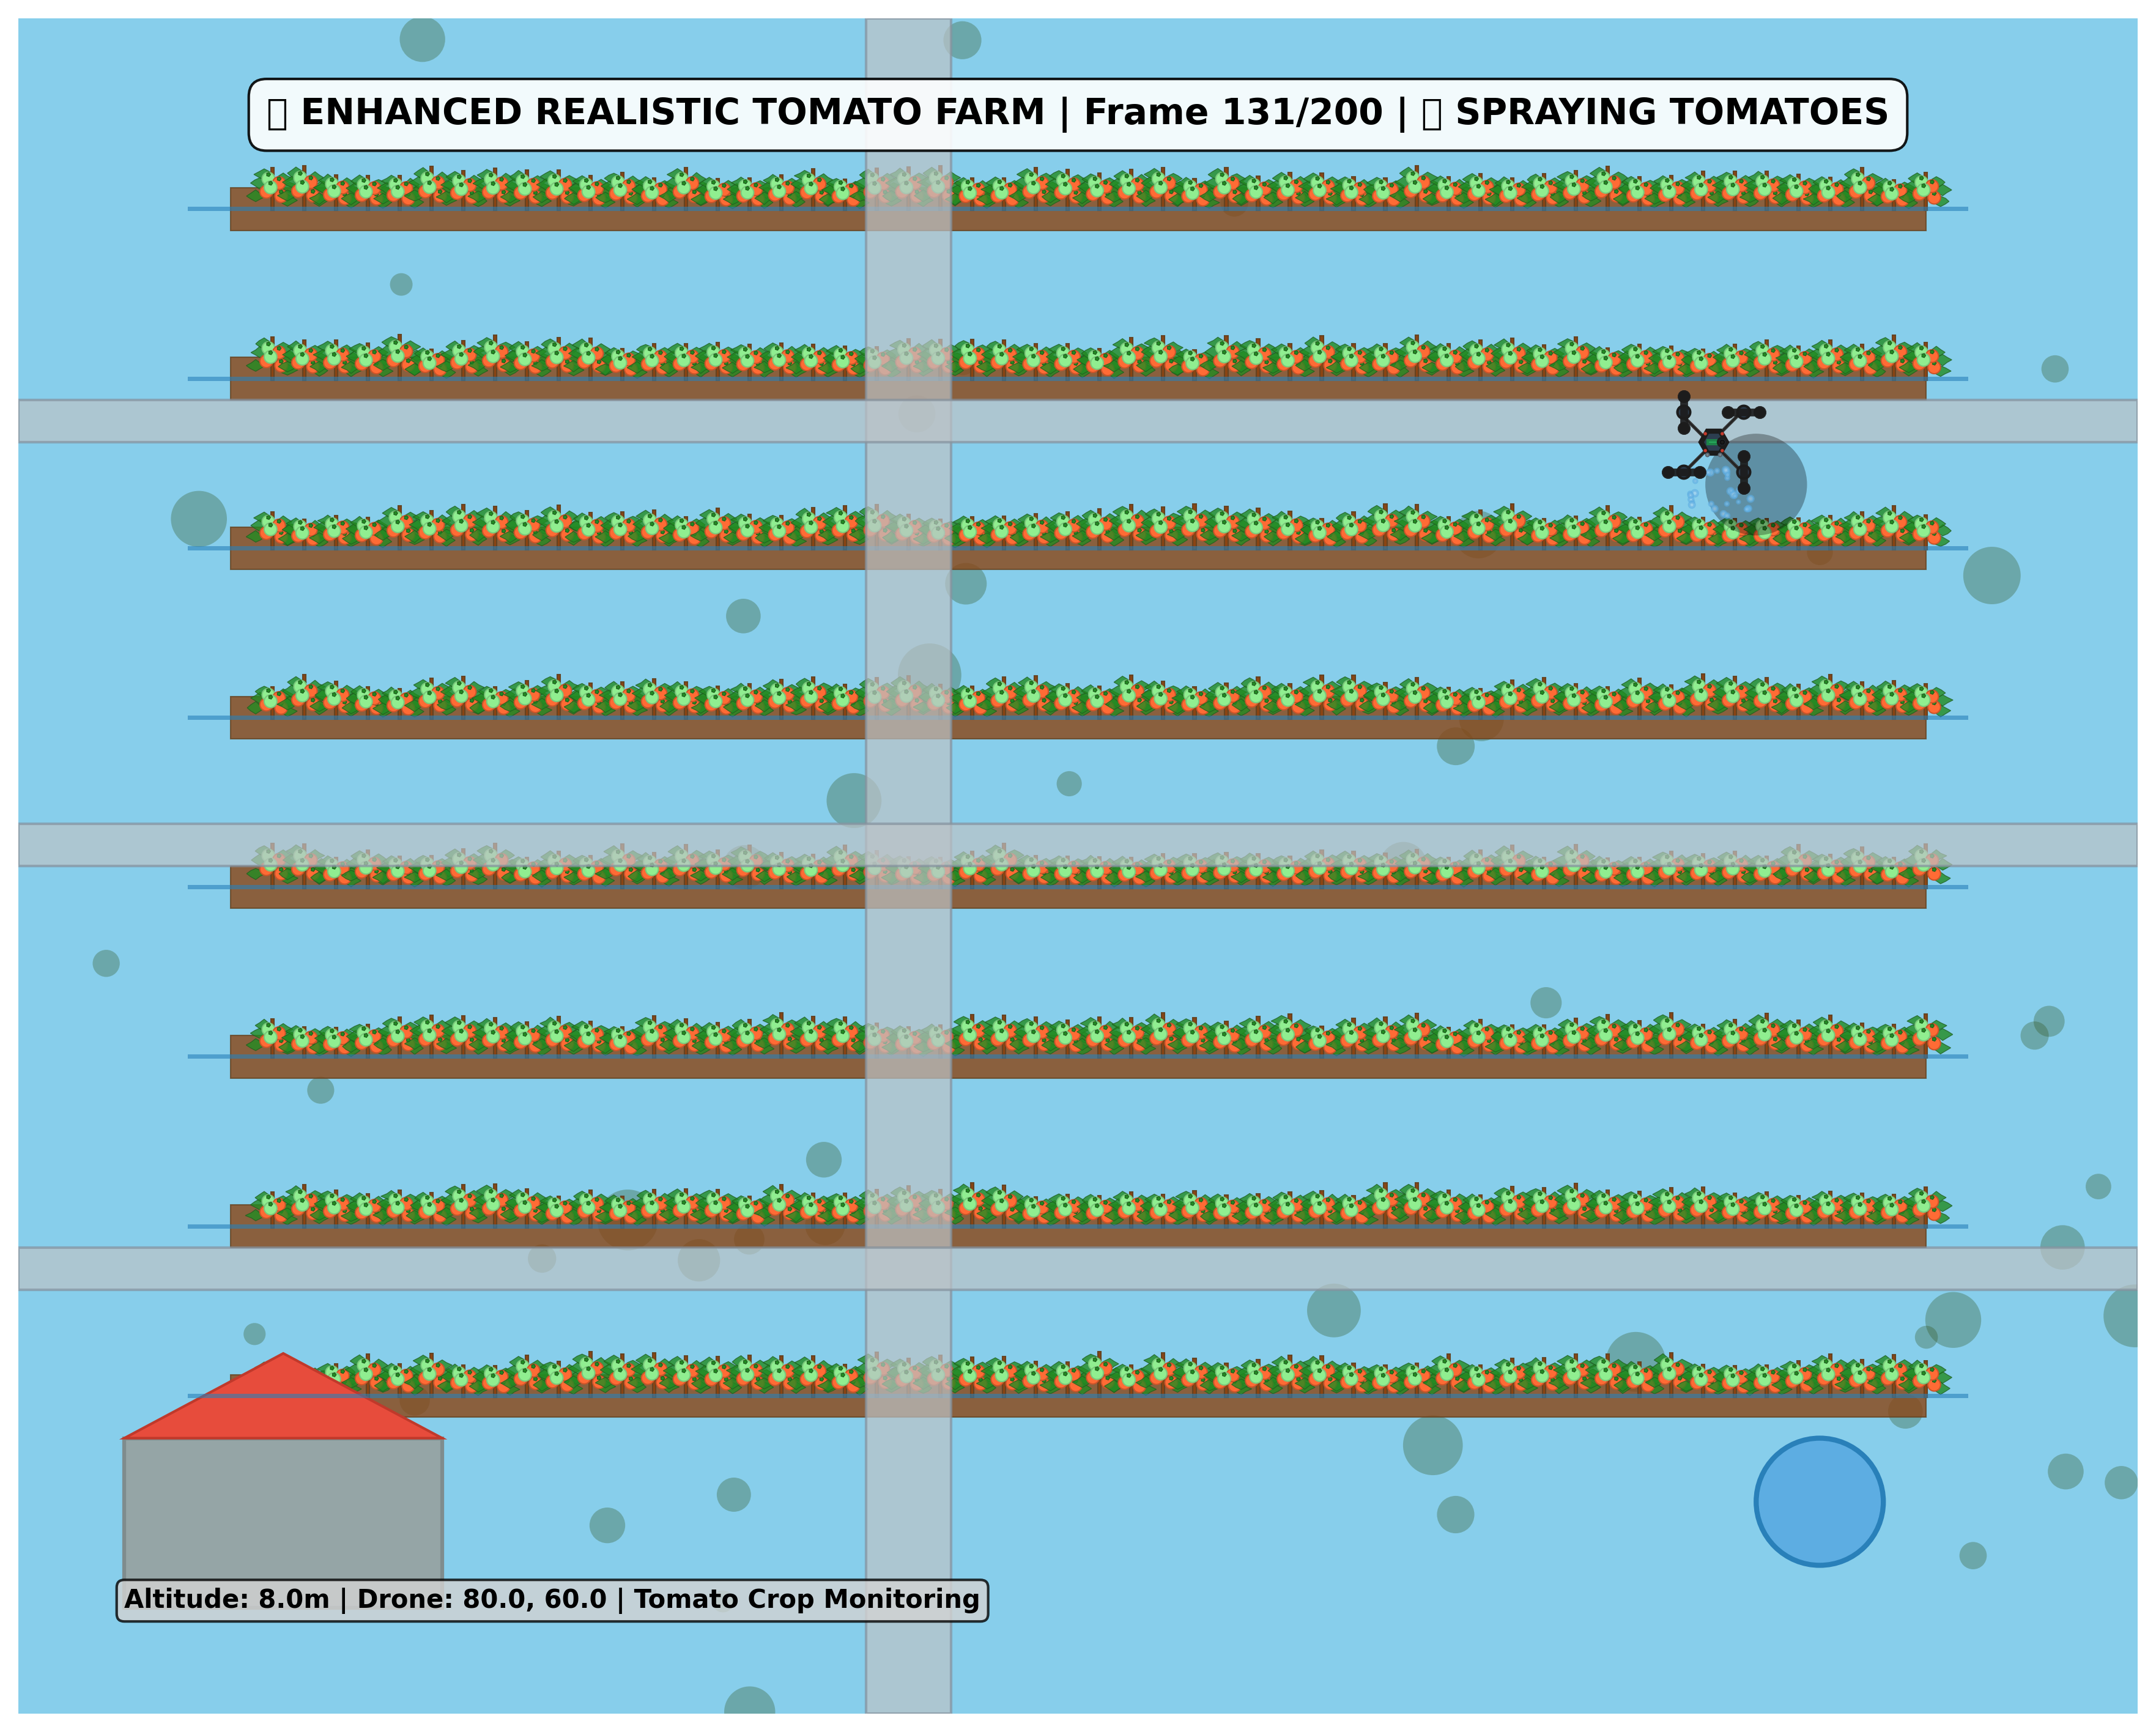 ▯ ENHANCED REALISTIC TOMATO FARM | Frame 131/200 | ▯ SPRAYING TOMATOES
Altitude: 8.0m | Drone: 80.0, 60.0 | Tomato Crop Monitoring